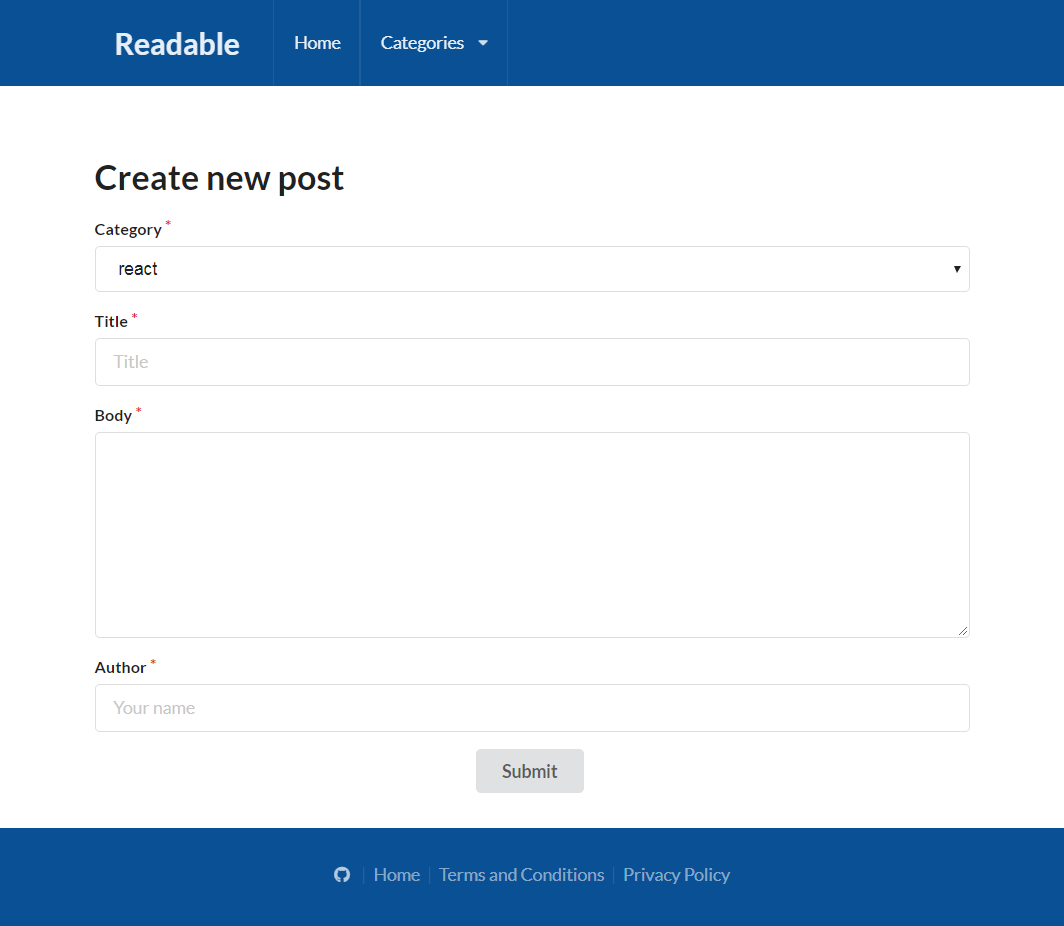 Readable Home Categories
Create new post
Category *
react
Title *
Title
Body *
Author *
Your name
Submit
Home Terms and Conditions Privacy Policy